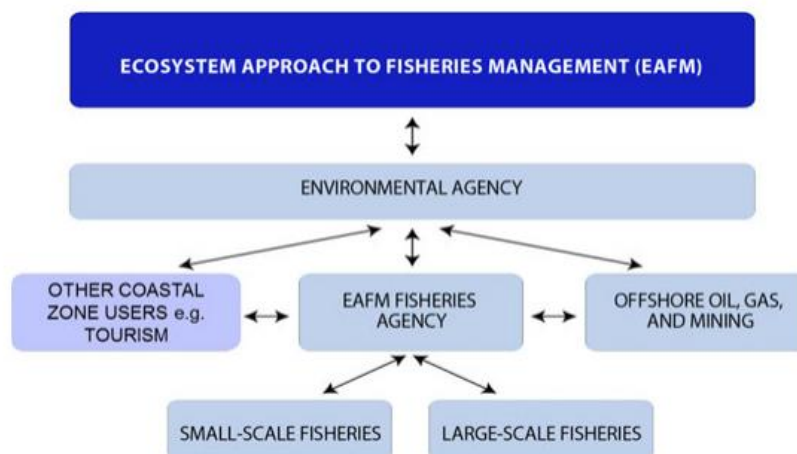 ECOSYSTEM APPROACH TO FISHERIES MANAGEMENT (EAFM)
ENVIRONMENTAL AGENCY
OTHER COASTAL
ZONE USERS e.g.
TOURISM
EAFM FISHERIES
AGENCY
OFFSHORE OIL, GAS,
AND MINING
SMALL-SCALE FISHERIES
LARGE-SCALE FISHERIES